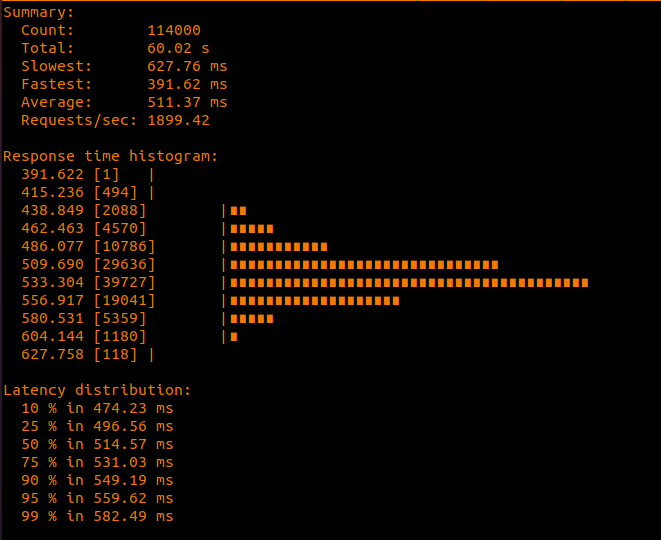 Summary:
  Count:        114000
  Total:        60.02 s
  Slowest:      627.76 ms
  Fastest:      391.62 ms
  Average:      511.37 ms
  Requests/sec: 1899.42

Response time histogram:
  391.622 [1]   |
  415.236 [494] |
  438.849 [2088]        |∎∎
  462.463 [4570]        |∎∎∎∎∎
  486.077 [10786]       |∎∎∎∎∎∎∎∎∎∎∎
  509.690 [29636]       |∎∎∎∎∎∎∎∎∎∎∎∎∎∎∎∎∎∎∎∎∎∎∎∎∎∎∎∎∎∎
  533.304 [39727]       |∎∎∎∎∎∎∎∎∎∎∎∎∎∎∎∎∎∎∎∎∎∎∎∎∎∎∎∎∎∎∎∎∎∎∎∎∎∎∎∎
  556.917 [19041]       |∎∎∎∎∎∎∎∎∎∎∎∎∎∎∎∎∎∎∎
  580.531 [5359]        |∎∎∎∎∎
  604.144 [1180]        |∎
  627.758 [118] |

Latency distribution:
  10 % in 474.23 ms
  25 % in 496.56 ms
  50 % in 514.57 ms
  75 % in 531.03 ms
  90 % in 549.19 ms
  95 % in 559.62 ms
  99 % in 582.49 ms